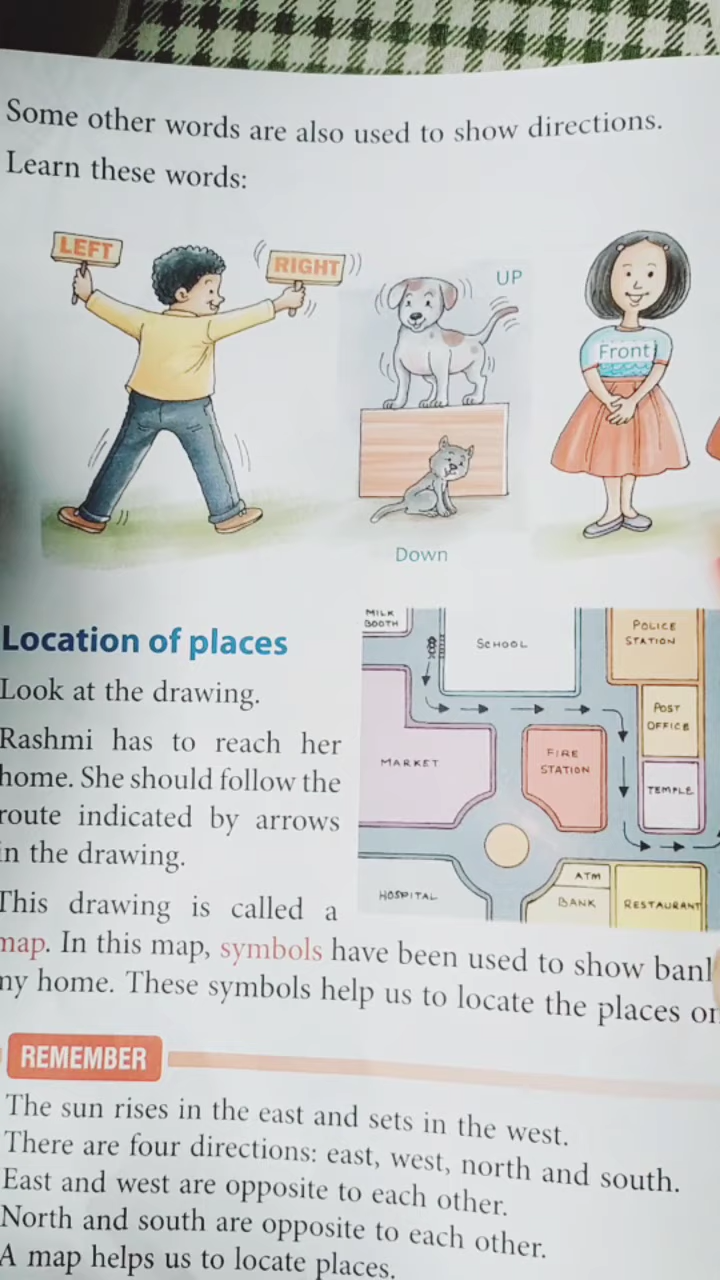 Some other words are also used to show directions.
Learn these words:
LEFT
RIGHT
UP
Down
Front
Location of places
Look at the drawing.
Rashmi has to reach her
home. She should follow the
route indicated by arrows
in the drawing.
This drawing is called a
map. In this map, symbols have been used to show
my home. These symbols help us to locate the places
MILK
BOOTH
SCHOOL
POLICE
STATION
POST
OFFICE
MARKET
FIRE
STATION
TEMPLE
HOSPITAL
ATM
BANK
RESTAURANT
REMEMBER
The sun rises in the east and sets in the west.
There are four directions: east, west, north and south.
East and west are opposite to each other.
North and south are opposite to each other.
A map helps us to locate places.